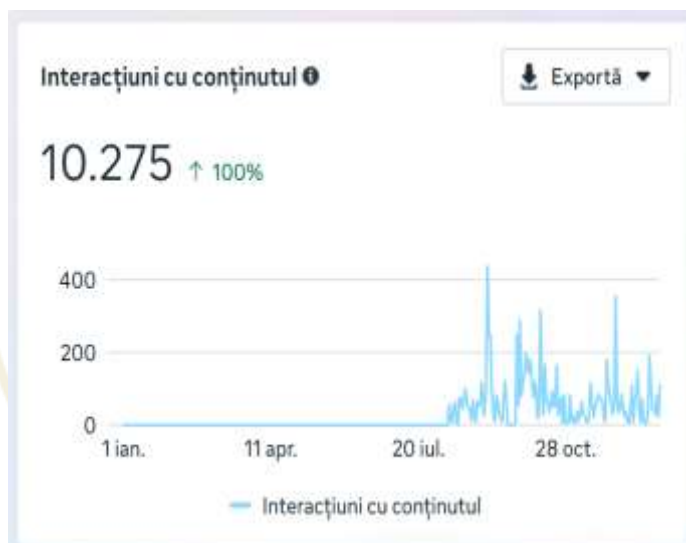 Interacțiuni cu conținutul
Exportă
10.275 ↑ 100%
400
200
0
1 ian. 11 apr. 20 iul. 28 oct.
Interacțiuni cu conținutul